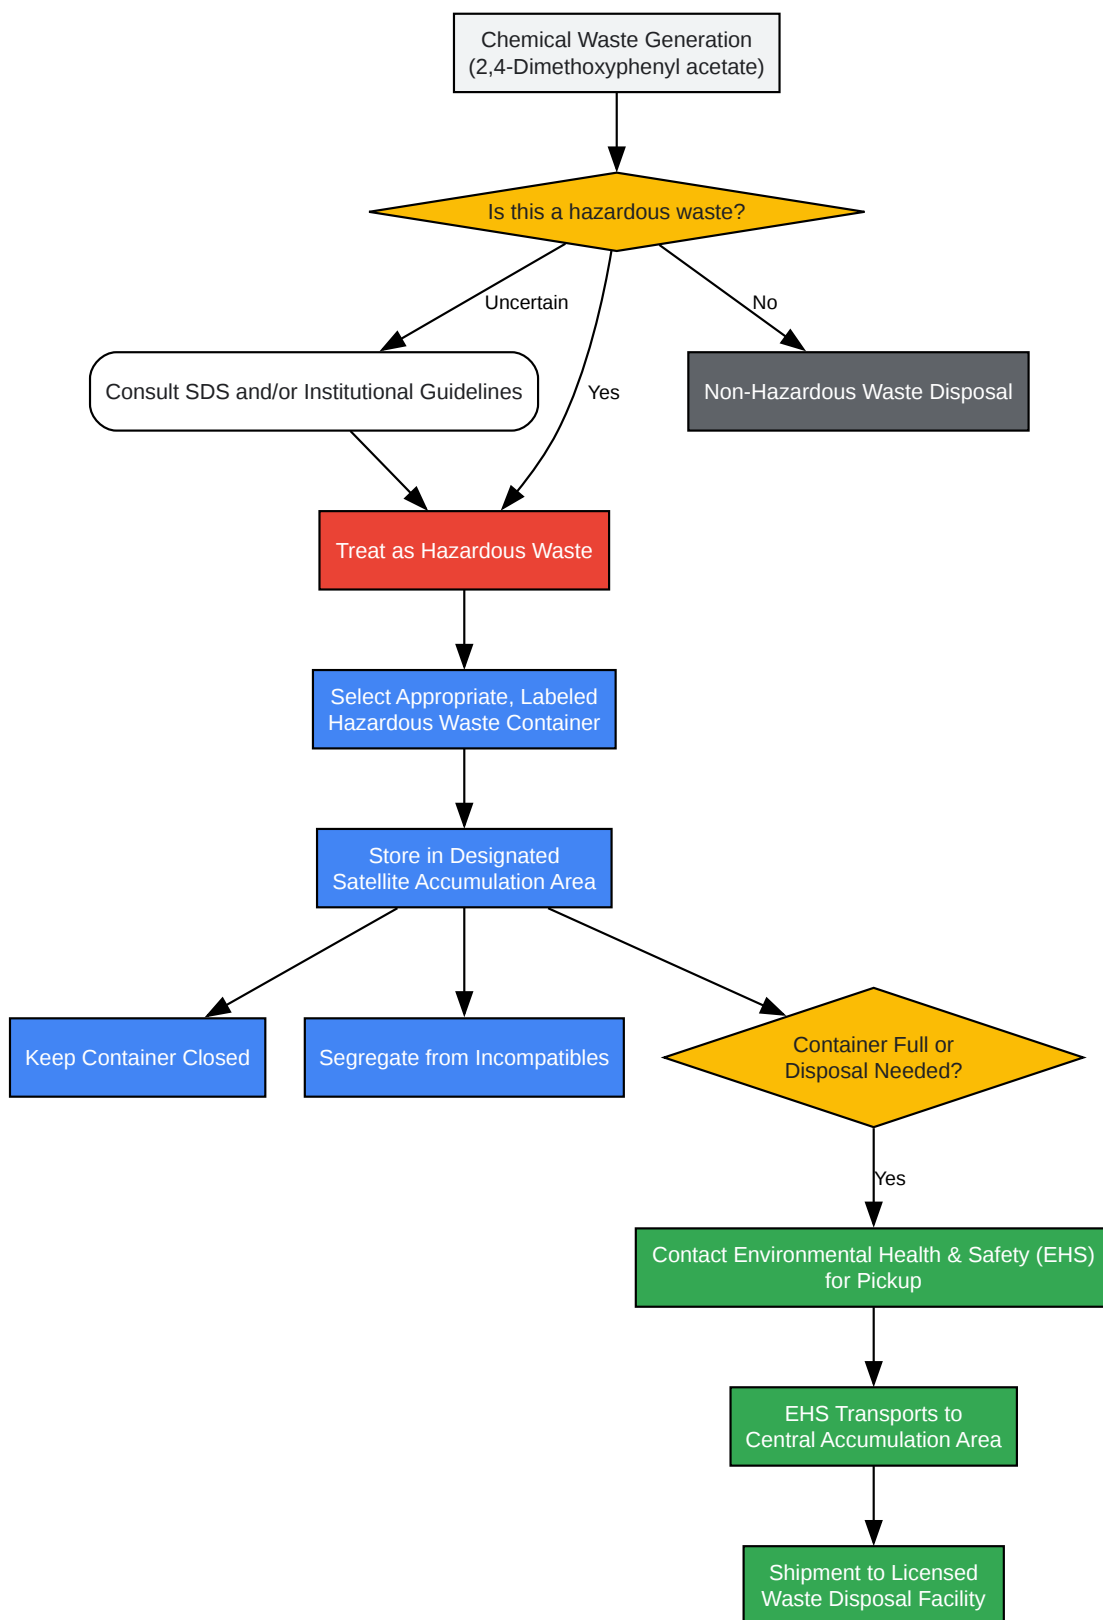 Chemical Waste Generation
(2,4-Dimethoxyphenyl acetate)
Is this a hazardous waste?
Uncertain
No
Yes
Consult SDS and/or Institutional Guidelines
Non-Hazardous Waste Disposal
Treat as Hazardous Waste
Select Appropriate, Labeled
Hazardous Waste Container
Store in Designated
Satellite Accumulation Area
Keep Container Closed
Segregate from Incompatibles
Container Full or
Disposal Needed?
Yes
Contact Environmental Health & Safety (EHS)
for Pickup
EHS Transports to
Central Accumulation Area
Shipment to Licensed
Waste Disposal Facility